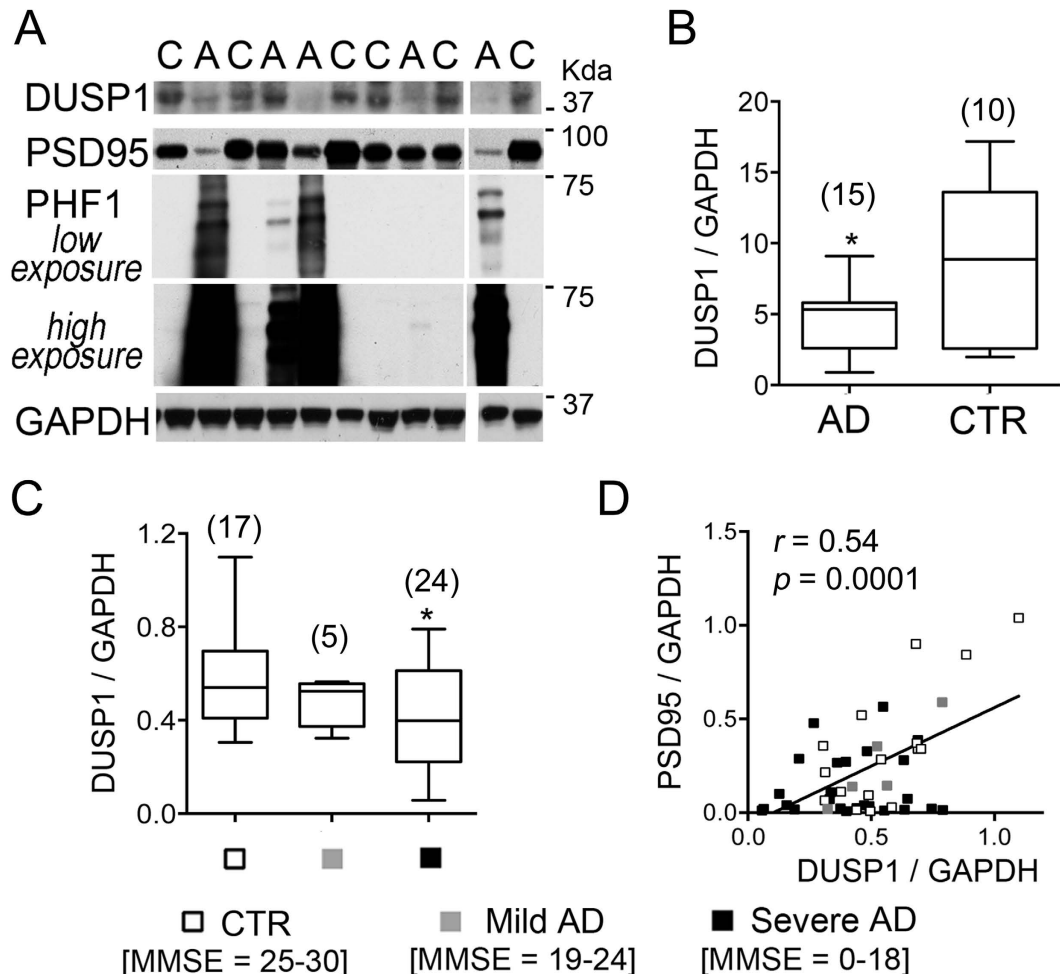 A
C A C A A C C A C A C
Kda
DUSP1
37
PSD95
100
PHF1
low
exposure
75
high
exposure
75
GAPDH
37
B
DUSP1 / GAPDH
20
15
10
5
0
(15)
*
(10)
AD CTR
C
DUSP1 / GAPDH
1.2
0.8
0.4
0.0
(17)
(5)
(24)
*
D
PSD95 / GAPDH
1.5
1.0
0.5
0.0
r = 0.54
p = 0.0001
0.0 0.5 1.0
DUSP1 / GAPDH
CTR Mild AD Severe AD
[MMSE = 25-30] [MMSE = 19-24] [MMSE = 0-18]